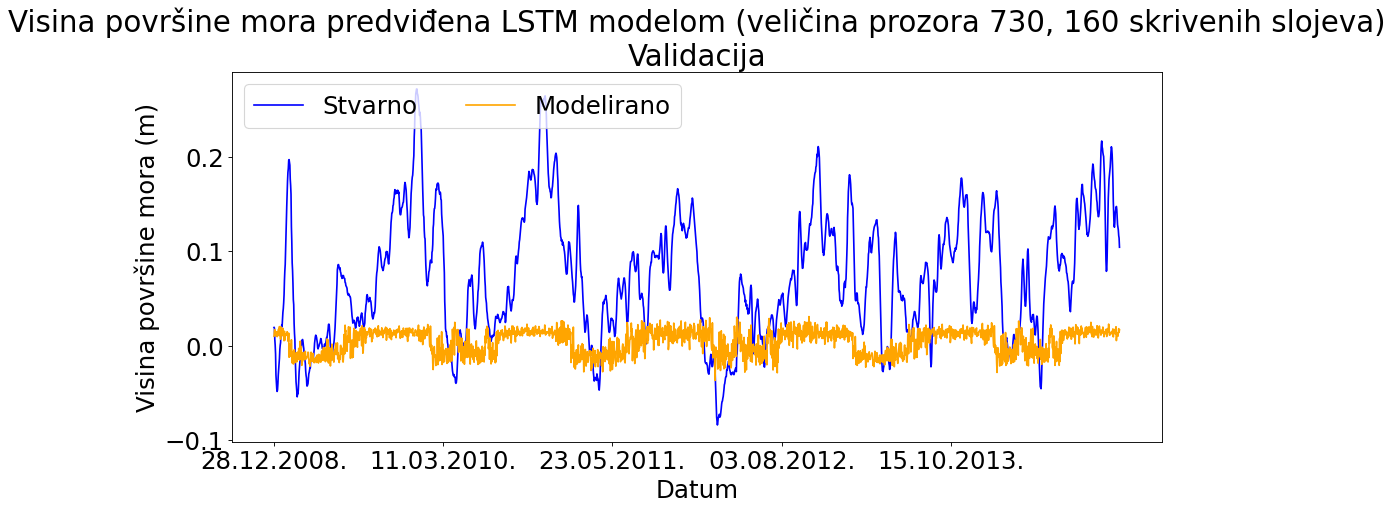 Visina površine mora predviđena LSTM modelom (veličina prozora 730, 160 skrivenih slojeva)
Validacija
Stvarno Modelirano
Visina površine mora (m)
0.2
0.1
0.0
−0.1
28.12.2008. 11.03.2010. 23.05.2011. 03.08.2012. 15.10.2013.
Datum